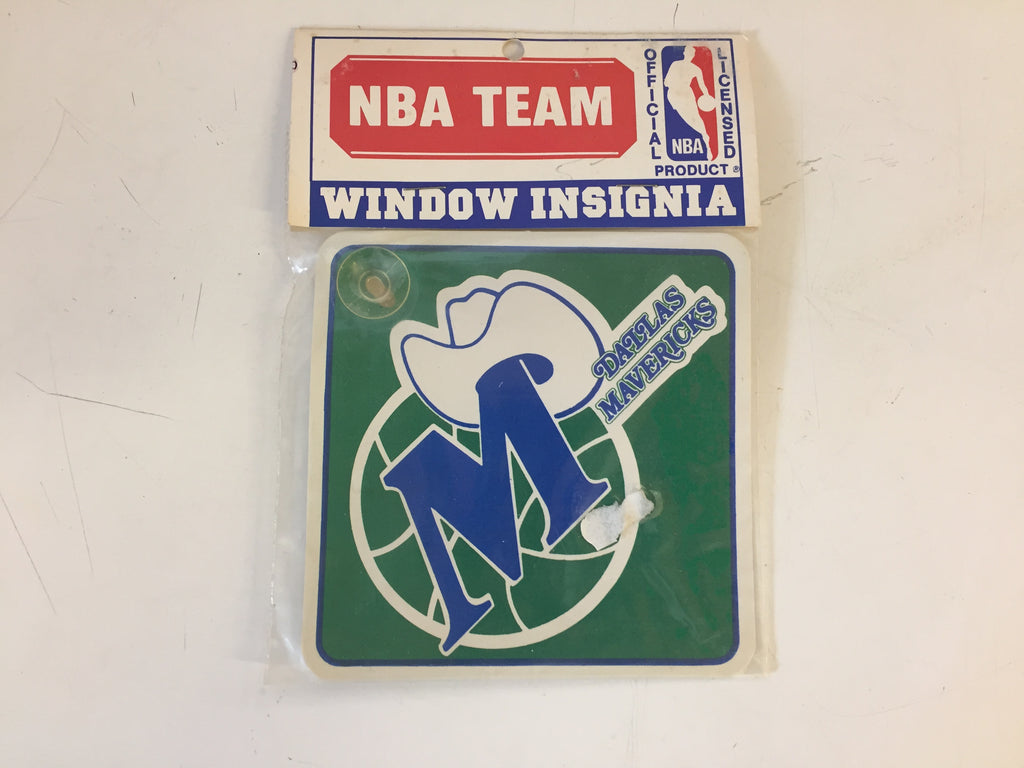 NBA TEAM
OFFICIAL
LICENSED
NBA
PRODUCT ®
WINDOW INSIGNIA
DALLAS
MAVERICKS
M